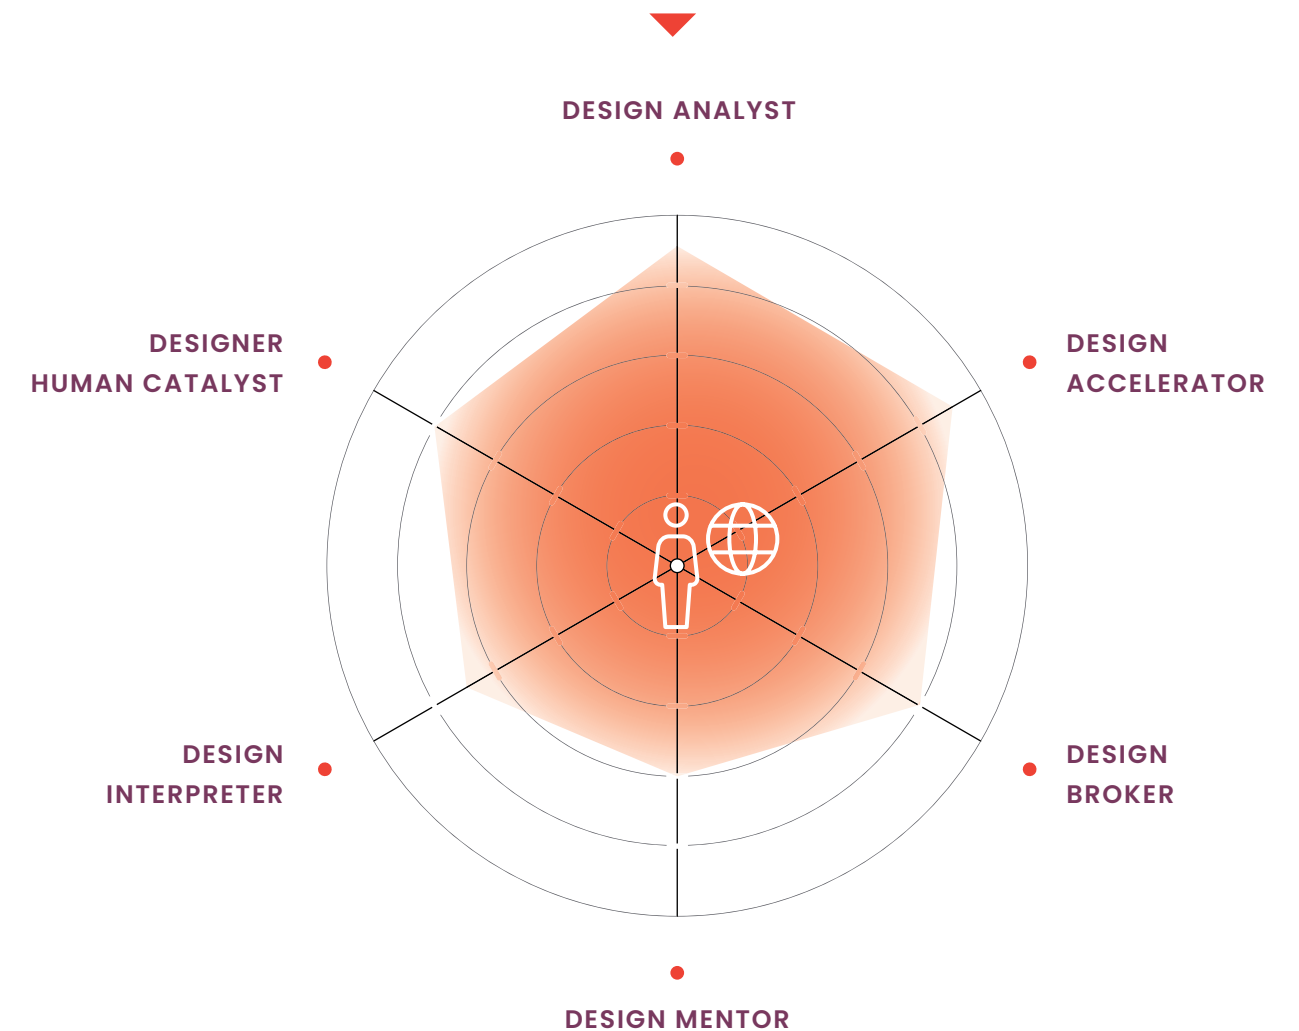 DESIGN ANALYST
DESIGNER
HUMAN CATALYST
DESIGN
ACCELERATOR
DESIGN
INTERPRETER
DESIGN
BROKER
DESIGN MENTOR